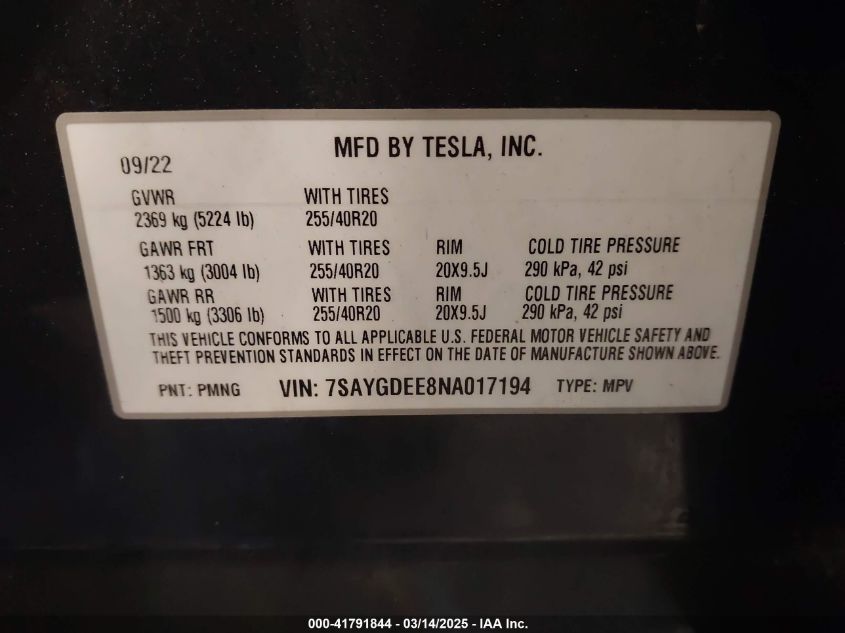 MFD BY TESLA, INC.
09/22
GVWR WITH TIRES
2369 kg (5224 lb) 255/40R20
GAWR FRT WITH TIRES RIM COLD TIRE PRESSURE
1363 kg (3004 lb) 255/40R20 20X9.5J 290 kPa, 42 psi
GAWR RR WITH TIRES RIM COLD TIRE PRESSURE
1500 kg (3306 lb) 255/40R20 20X9.5J 290 kPa, 42 psi
THIS VEHICLE CONFORMS TO ALL APPLICABLE U.S. FEDERAL MOTOR VEHICLE SAFETY AND
THEFT PREVENTION STANDARDS IN EFFECT ON THE DATE OF MANUFACTURE SHOWN ABOVE.
PNT: PMNG VIN: 7SAYGDEE8NA017194 TYPE: MPV
000-41791844 / 03/14/2025 - IAA Inc.